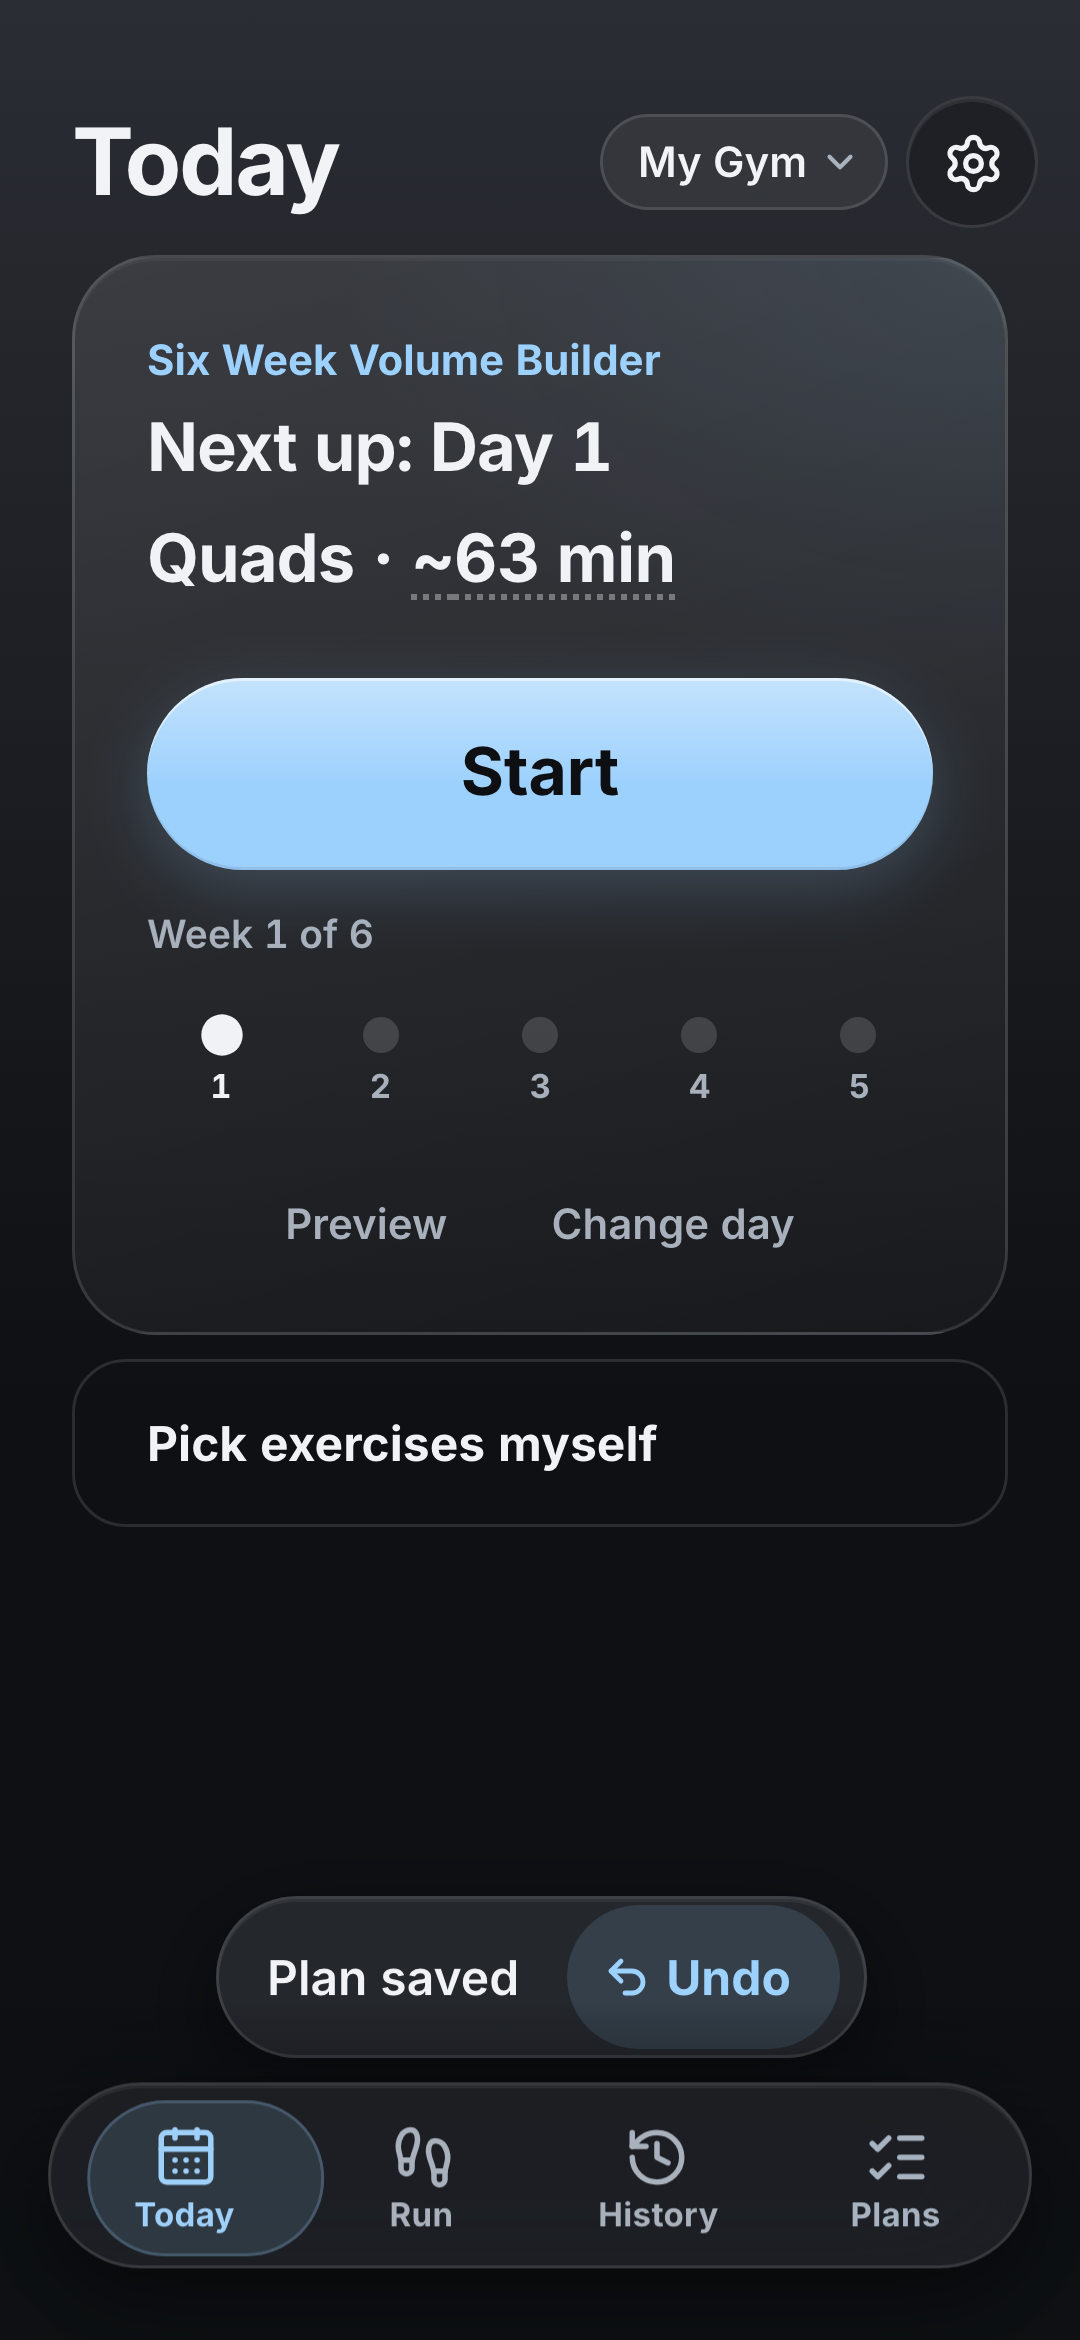 Today
My Gym
Six Week Volume Builder
Next up: Day 1
Quads · ~63 min
Start
Week 1 of 6
1 2 3 4 5
Preview Change day
Pick exercises myself
Plan saved Undo
Today Run History Plans